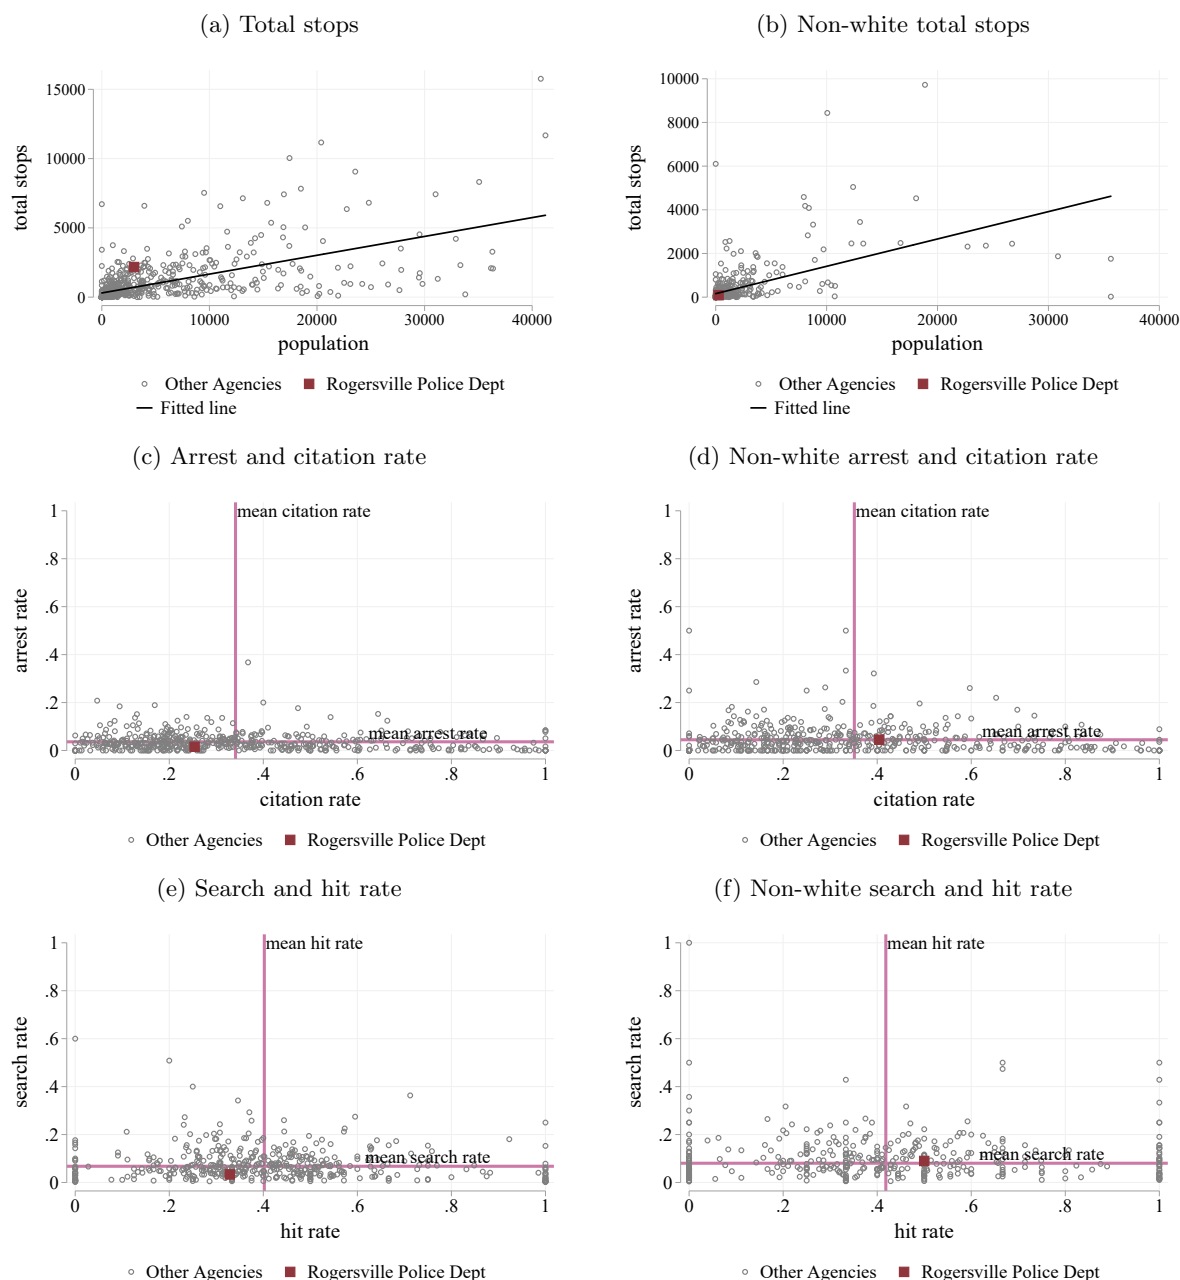 (a) Total stops
(b) Non-white total stops
15000
10000
5000
0
total stops
0
10000
20000
30000
40000
population
Other Agencies
Rogersville Police Dept
Fitted line
10000
8000
6000
4000
2000
0
total stops
0
10000
20000
30000
40000
population
Other Agencies
Rogersville Police Dept
Fitted line
(c) Arrest and citation rate
(d) Non-white arrest and citation rate
mean citation rate
mean arrest rate
1
.8
.6
.4
.2
0
arrest rate
0
.2
.4
.6
.8
1
citation rate
Other Agencies
Rogersville Police Dept
mean citation rate
mean arrest rate
1
.8
.6
.4
.2
0
arrest rate
0
.2
.4
.6
.8
1
citation rate
Other Agencies
Rogersville Police Dept
(e) Search and hit rate
(f) Non-white search and hit rate
mean hit rate
mean search rate
1
.8
.6
.4
.2
0
search rate
0
.2
.4
.6
.8
1
hit rate
Other Agencies
Rogersville Police Dept
mean hit rate
mean search rate
1
.8
.6
.4
.2
0
search rate
0
.2
.4
.6
.8
1
hit rate
Other Agencies
Rogersville Police Dept